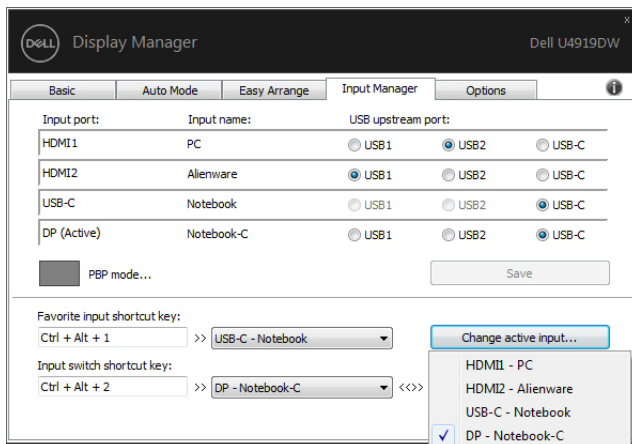 DELL Display Manager Dell U4919DW
x
Basic Auto Mode Easy Arrange Input Manager Options
Input port: Input name: USB upstream port:
HDMI1 PC USB1 USB2 USB-C
HDMI2 Alienware USB1 USB2 USB-C
USB-C Notebook USB1 USB2 USB-C
DP (Active) Notebook-C USB1 USB2 USB-C
PBP mode... Save
Favorite input shortcut key:
Ctrl + Alt + 1 >> USB-C - Notebook Change active input...
Input switch shortcut key:
Ctrl + Alt + 2 >> DP - Notebook-C <<>>
HDMI1 - PC
HDMI2 - Alienware
USB-C - Notebook
DP - Notebook-C